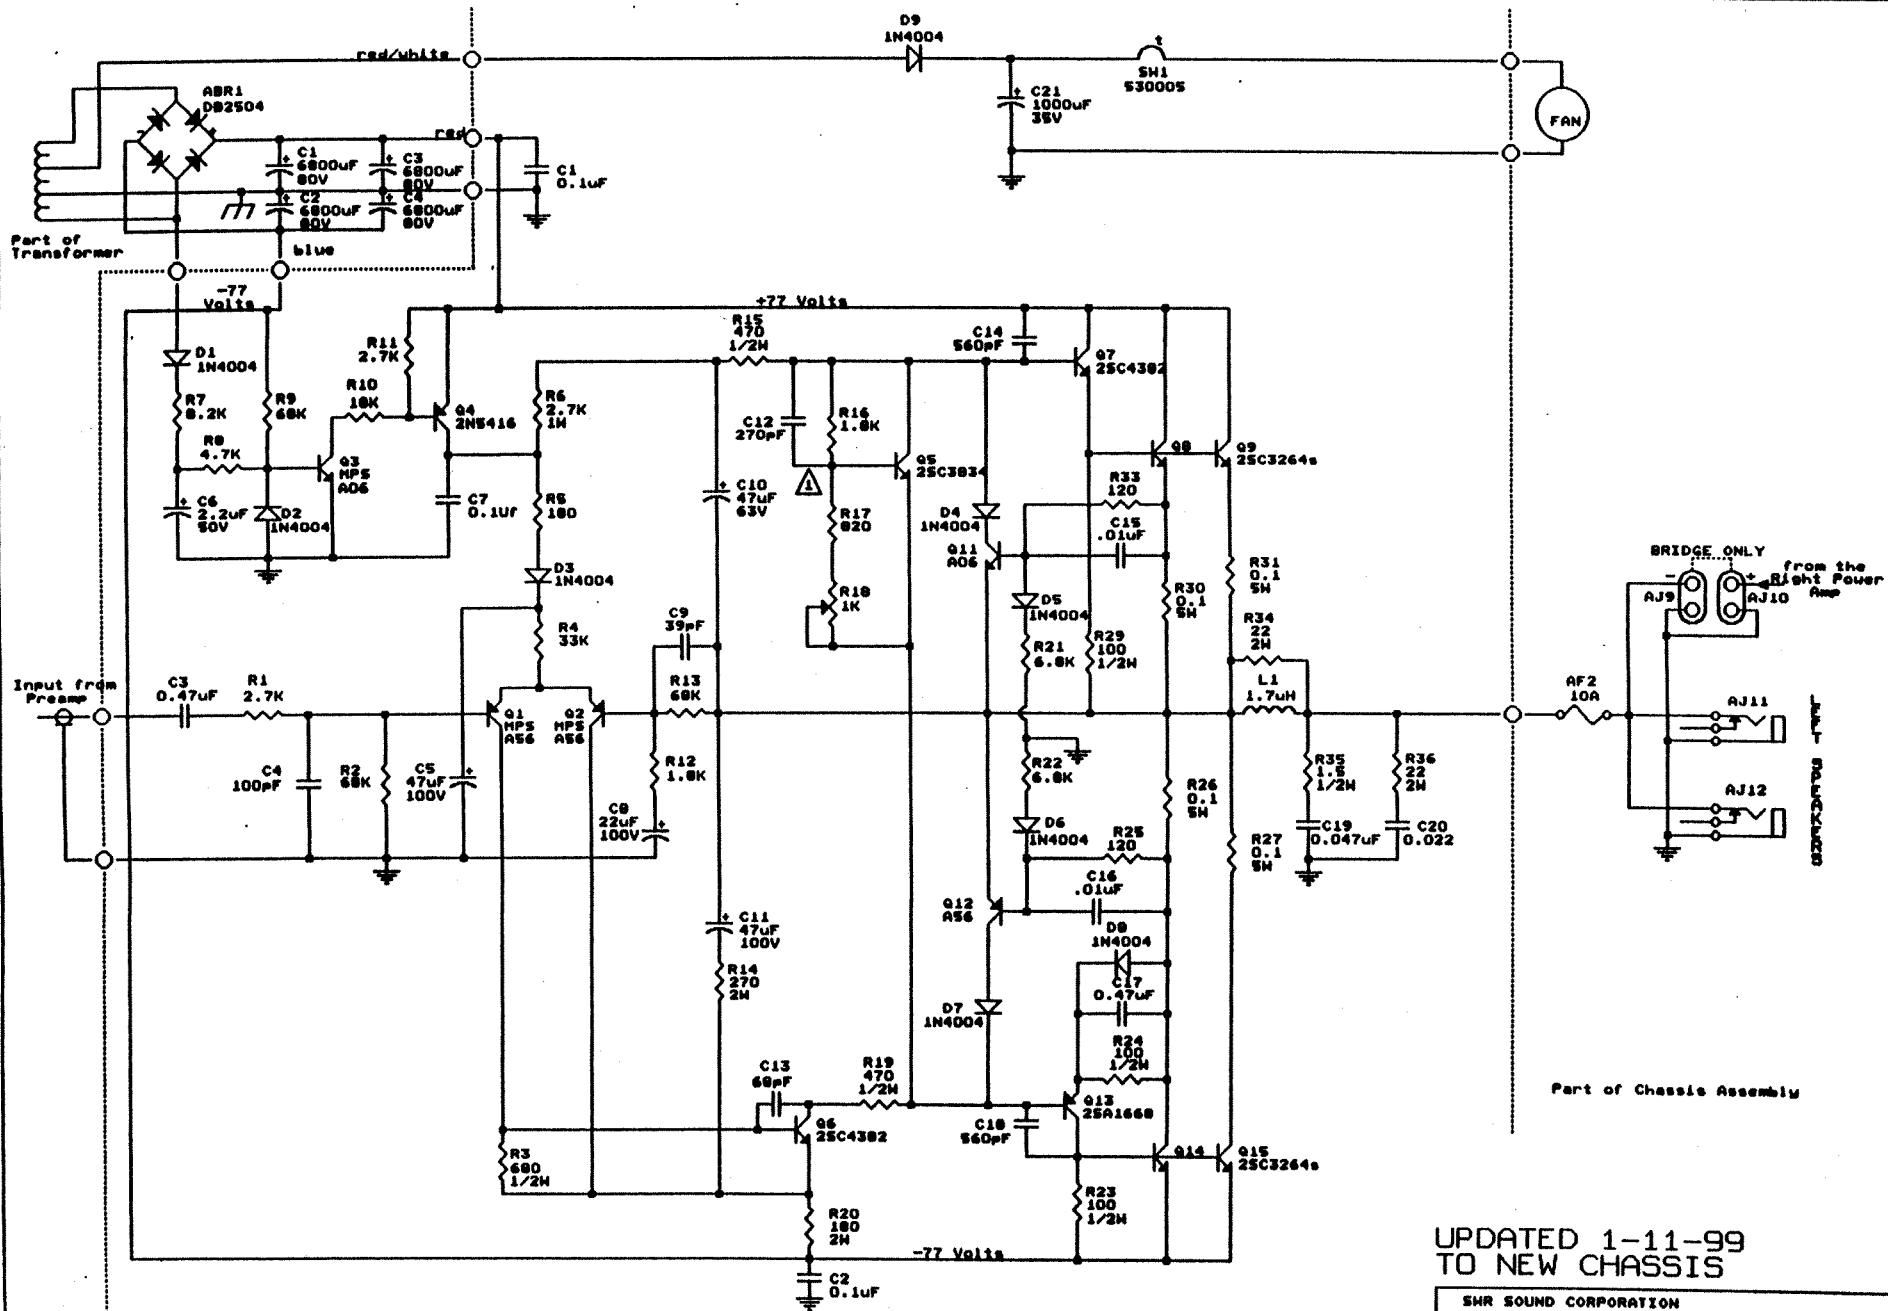 D9
1N4004
red/white
t
SW1
530005
C21
1000uF
35V
FAN
ABR1
DB2504
red
C1
6800uF
80V
C3
6800uF
80V
C2
6800uF
80V
C4
6800uF
80V
C1
0.1uF
Part of
Transformer
blue
-77
Volts
+77 Volts
D1
1N4004
R7
8.2K
R9
68K
R8
4.7K
C6
2.2uF
50V
D2
1N4004
Q3
MPS
A06
R10
18K
R11
2.7K
Q4
2N5416
C7
0.1Uf
R6
2.7K
1W
R5
180
D3
1N4004
R4
33K
R15
470
1/2W
C12
270pF
R16
1.8K
1
Q5
2SC3834
C10
47uF
63V
R17
820
R18
1K
C14
560pF
Q7
2SC4382
Q8
Q9
2SC3264s
D4
1N4004
Q11
A06
R33
120
C15
.01uF
D5
1N4004
R21
6.8K
R29
100
1/2W
R30
0.1
5W
R31
0.1
5W
R34
22
2W
L1
1.7uH
BRIDGE ONLY
-
+
AJ9
AJ10
from the
Right Power
Amp
Input from
Preamp
C3
0.47uF
R1
2.7K
C4
100pF
R2
68K
C5
47uF
100V
Q1
MPS
A56
Q2
MPS
A56
C9
39pF
R13
68K
R12
1.8K
C8
22uF
100V
R22
6.8K
D6
1N4004
R25
120
C16
.01uF
R26
0.1
5W
R27
0.1
5W
R35
1.5
1/2W
R36
22
2W
C19
0.047uF
C20
0.022
AF2
10A
AJ11
AJ12
LEFT SPEAKERS
C11
47uF
100V
R14
270
2W
Q12
A56
D8
1N4004
C17
0.47uF
D7
1N4004
R24
100
1/2W
C13
68pF
R19
470
1/2W
Q6
2SC4382
C18
560pF
Q13
2SA1668
Q14
Q15
2SC3264s
R3
680
1/2W
R20
180
2W
R23
100
1/2W
-77 Volts
C2
0.1uF
Part of Chassis Assembly
UPDATED 1-11-99
TO NEW CHASSIS
SWR SOUND CORPORATION